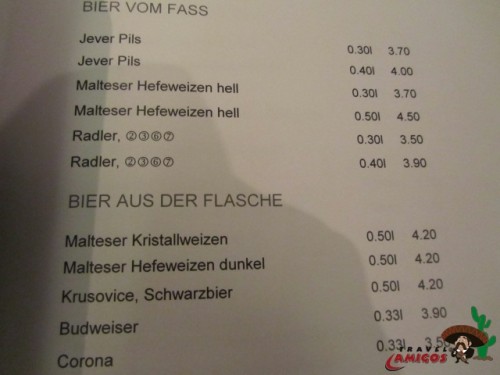 BIER VOM FASS
Jever Pils 0.30l 3.70
Jever Pils 0.40l 4.00
Malteser Hefeweizen hell 0.30l 3.70
Malteser Hefeweizen hell 0.50l 4.50
Radler, ②③⑥⑦ 0.30l 3.50
Radler, ②③⑥⑦ 0.40l 3.90
BIER AUS DER FLASCHE
Malteser Kristallweizen 0.50l 4.20
Malteser Hefeweizen dunkel 0.50l 4.20
Krusovice, Schwarzbier 0.50l 4.20
Budweiser 0.33l 3.90
Corona 0.33l
TRAVEL
AMIGOS